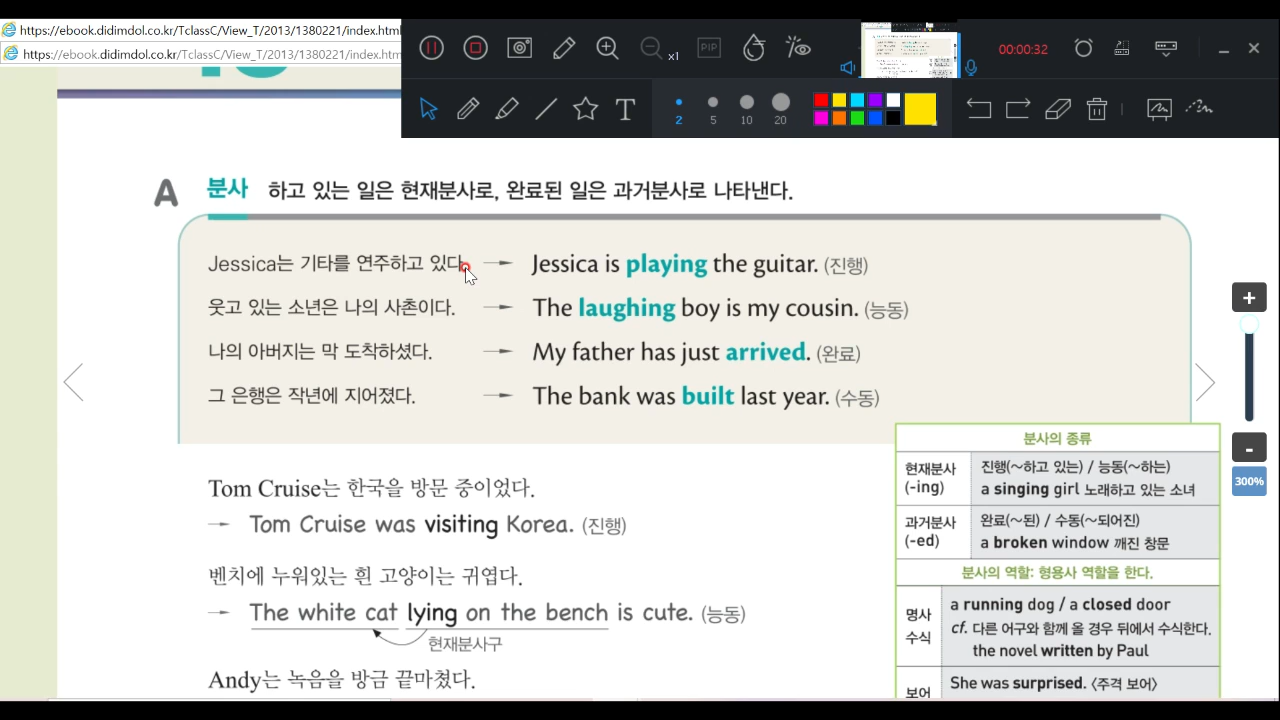 https://ebook.didimdol.co.kr/TclassC/View_T/2013/1380221/index.html
https://ebook.didimdol.co.kr/TclassC/View_T/2013/1380221/index.htm
x1
PIF
00:00:32
T
2 5 10 20
A 분사 하고 있는 일은 현재분사로, 완료된 일은 과거분사로 나타낸다.
Jessica는 기타를 연주하고 있다. → Jessica is playing the guitar. (진행)
웃고 있는 소년은 나의 사촌이다. → The laughing boy is my cousin. (능동)
나의 아버지는 막 도착하셨다. → My father has just arrived. (완료)
그 은행은 작년에 지어졌다. → The bank was built last year. (수동)
Tom Cruise는 한국을 방문 중이었다.
→ Tom Cruise was visiting Korea. (진행)
벤치에 누워있는 흰 고양이는 귀엽다.
→ The white cat lying on the bench is cute. (능동)
현재분사구
Andy는 녹음을 방금 끝마쳤다.
분사의 종류
현재분사 (-ing)
진행(~하고 있는) / 능동(~하는)
a singing girl 노래하고 있는 소녀
과거분사 (-ed)
완료(~된) / 수동(~되어진)
a broken window 깨진 창문
분사의 역할: 형용사 역할을 한다.
명사 수식
a running dog / a closed door
cf. 다른 어구와 함께 올 경우 뒤에서 수식한다.
the novel written by Paul
보어
She was surprised. 〈주격 보어〉
+
-
300%